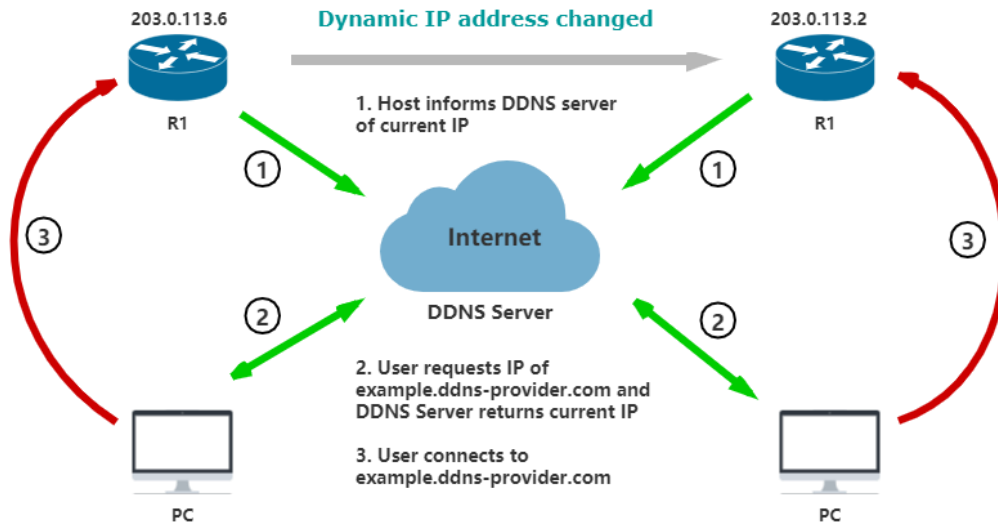 203.0.113.6
Dynamic IP address changed
203.0.113.2
R1
1. Host informs DDNS server
of current IP
R1
1
1
3
Internet
3
DDNS Server
2
2
2. User requests IP of
example.ddns-provider.com and
DDNS Server returns current IP
3. User connects to
example.ddns-provider.com
PC
PC